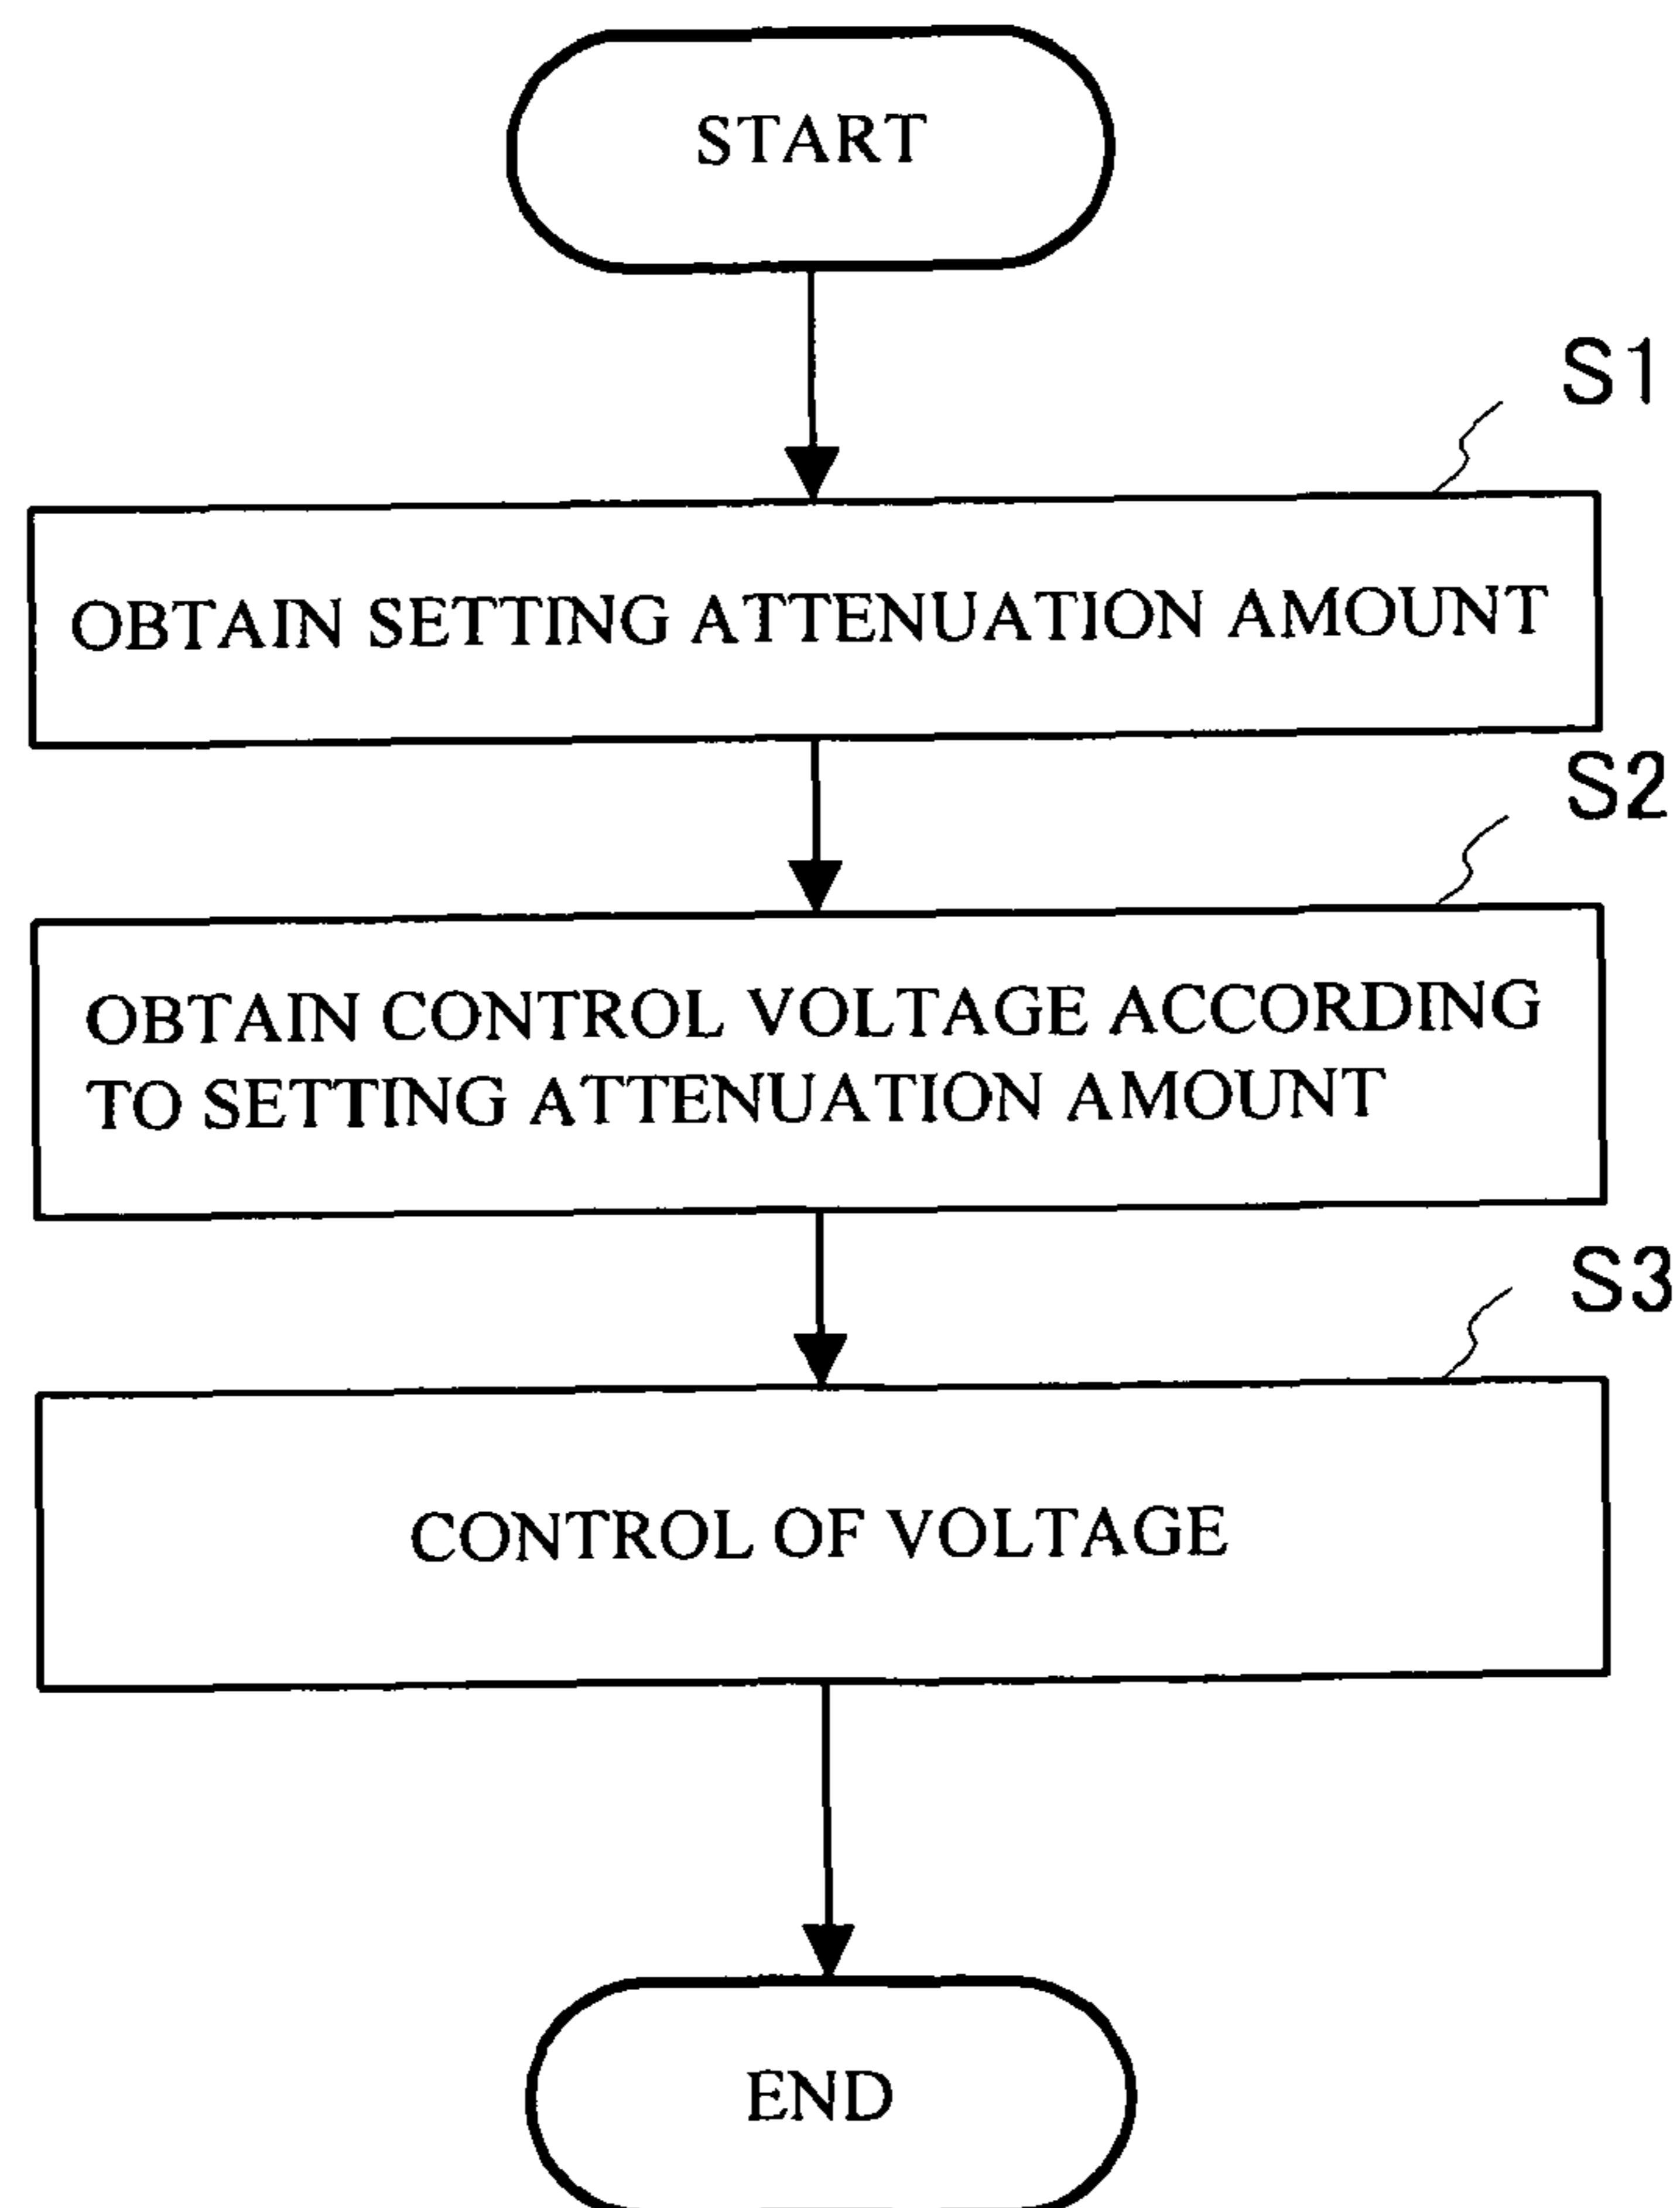 START
S1
OBTAIN SETTING ATTENUATION AMOUNT
S2
OBTAIN CONTROL VOLTAGE ACCORDING
TO SETTING ATTENUATION AMOUNT
S3
CONTROL OF VOLTAGE
END